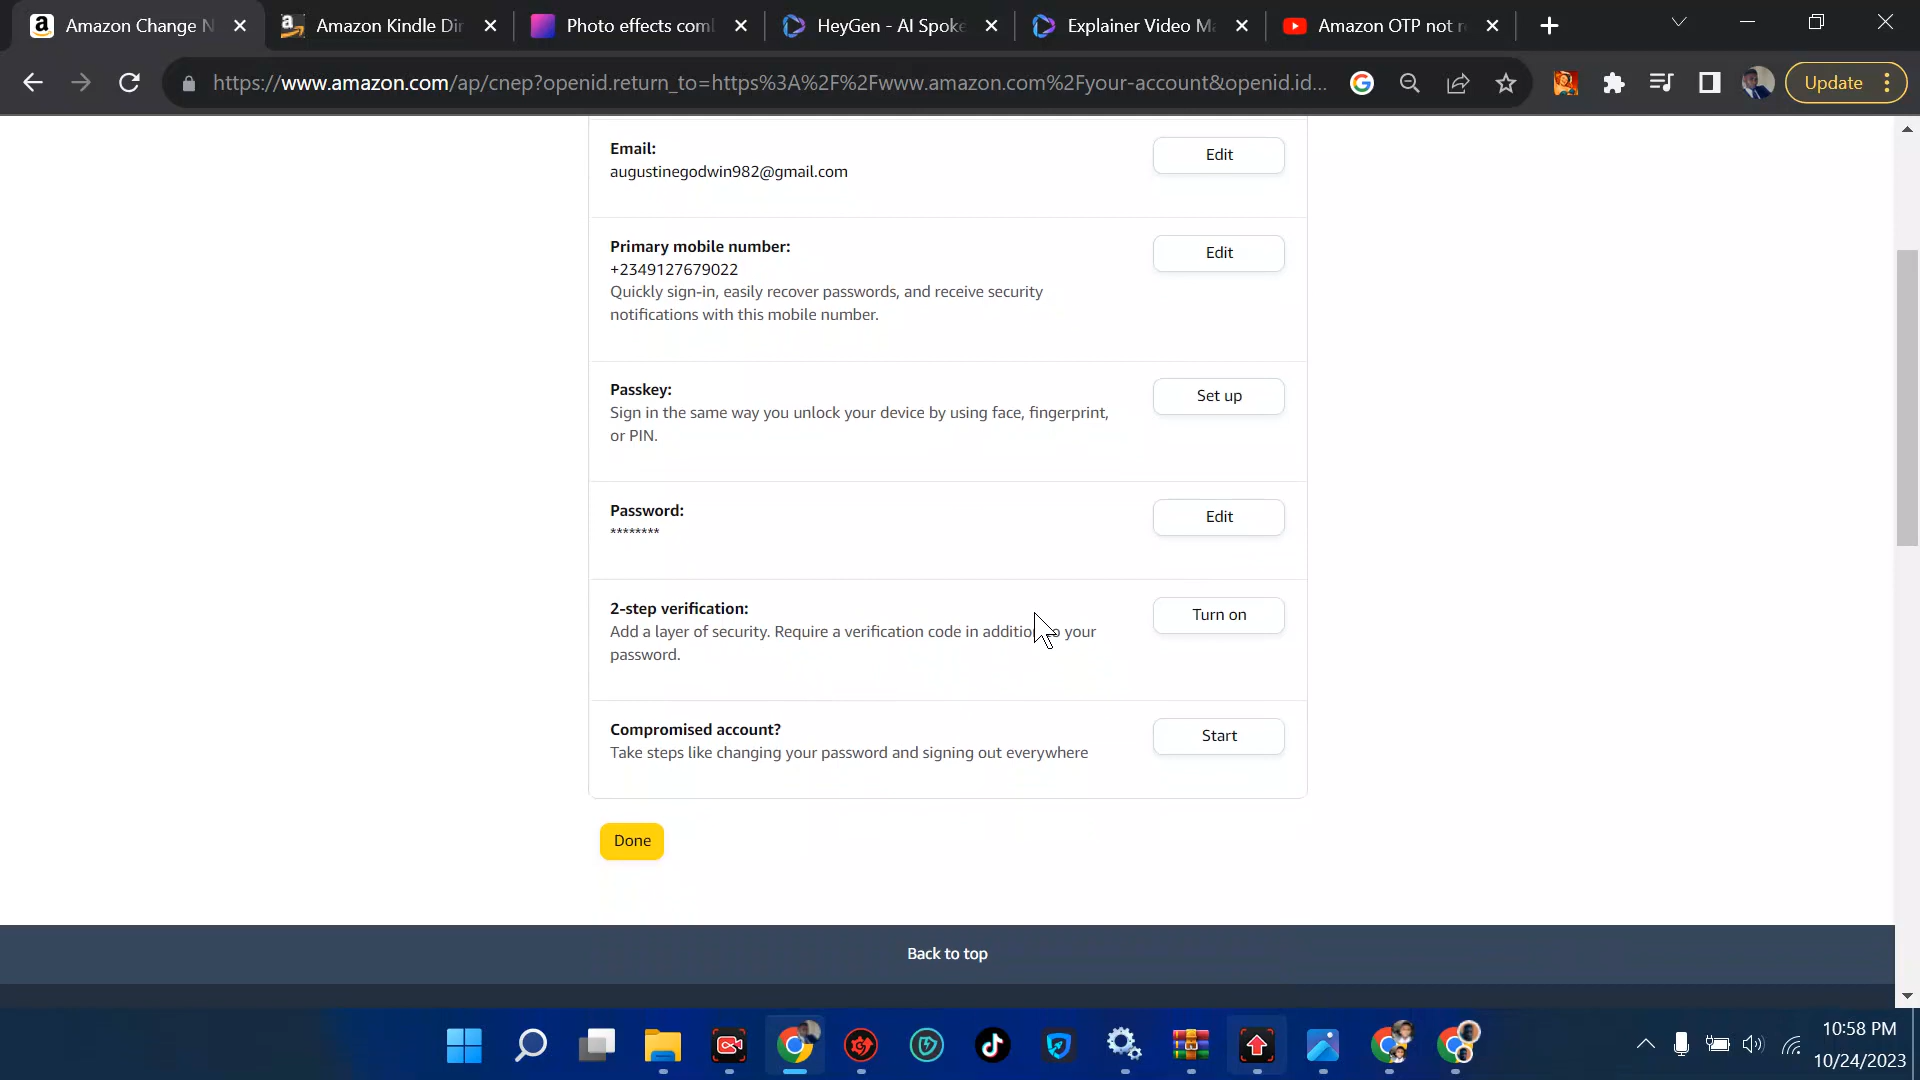 Amazon Change N
Amazon Kindle Dir
Photo effects coml
HeyGen - AI Spoke
Explainer Video Ma
Amazon OTP not r
https://www.amazon.com/ap/cnep?openid.return_to=https%3A%2F%2Fwww.amazon.com%2Fyour-account&openid.id...
Update
Email:
augustinegodwin982@gmail.com
Edit
Primary mobile number:
+2349127679022
Quickly sign-in, easily recover passwords, and receive security
notifications with this mobile number.
Edit
Passkey:
Sign in the same way you unlock your device by using face, fingerprint,
or PIN.
Set up
Password:
********
Edit
2-step verification:
Add a layer of security. Require a verification code in addition to your
password.
Turn on
Compromised account?
Take steps like changing your password and signing out everywhere
Start
Done
Back to top
10:58 PM
10/24/2023